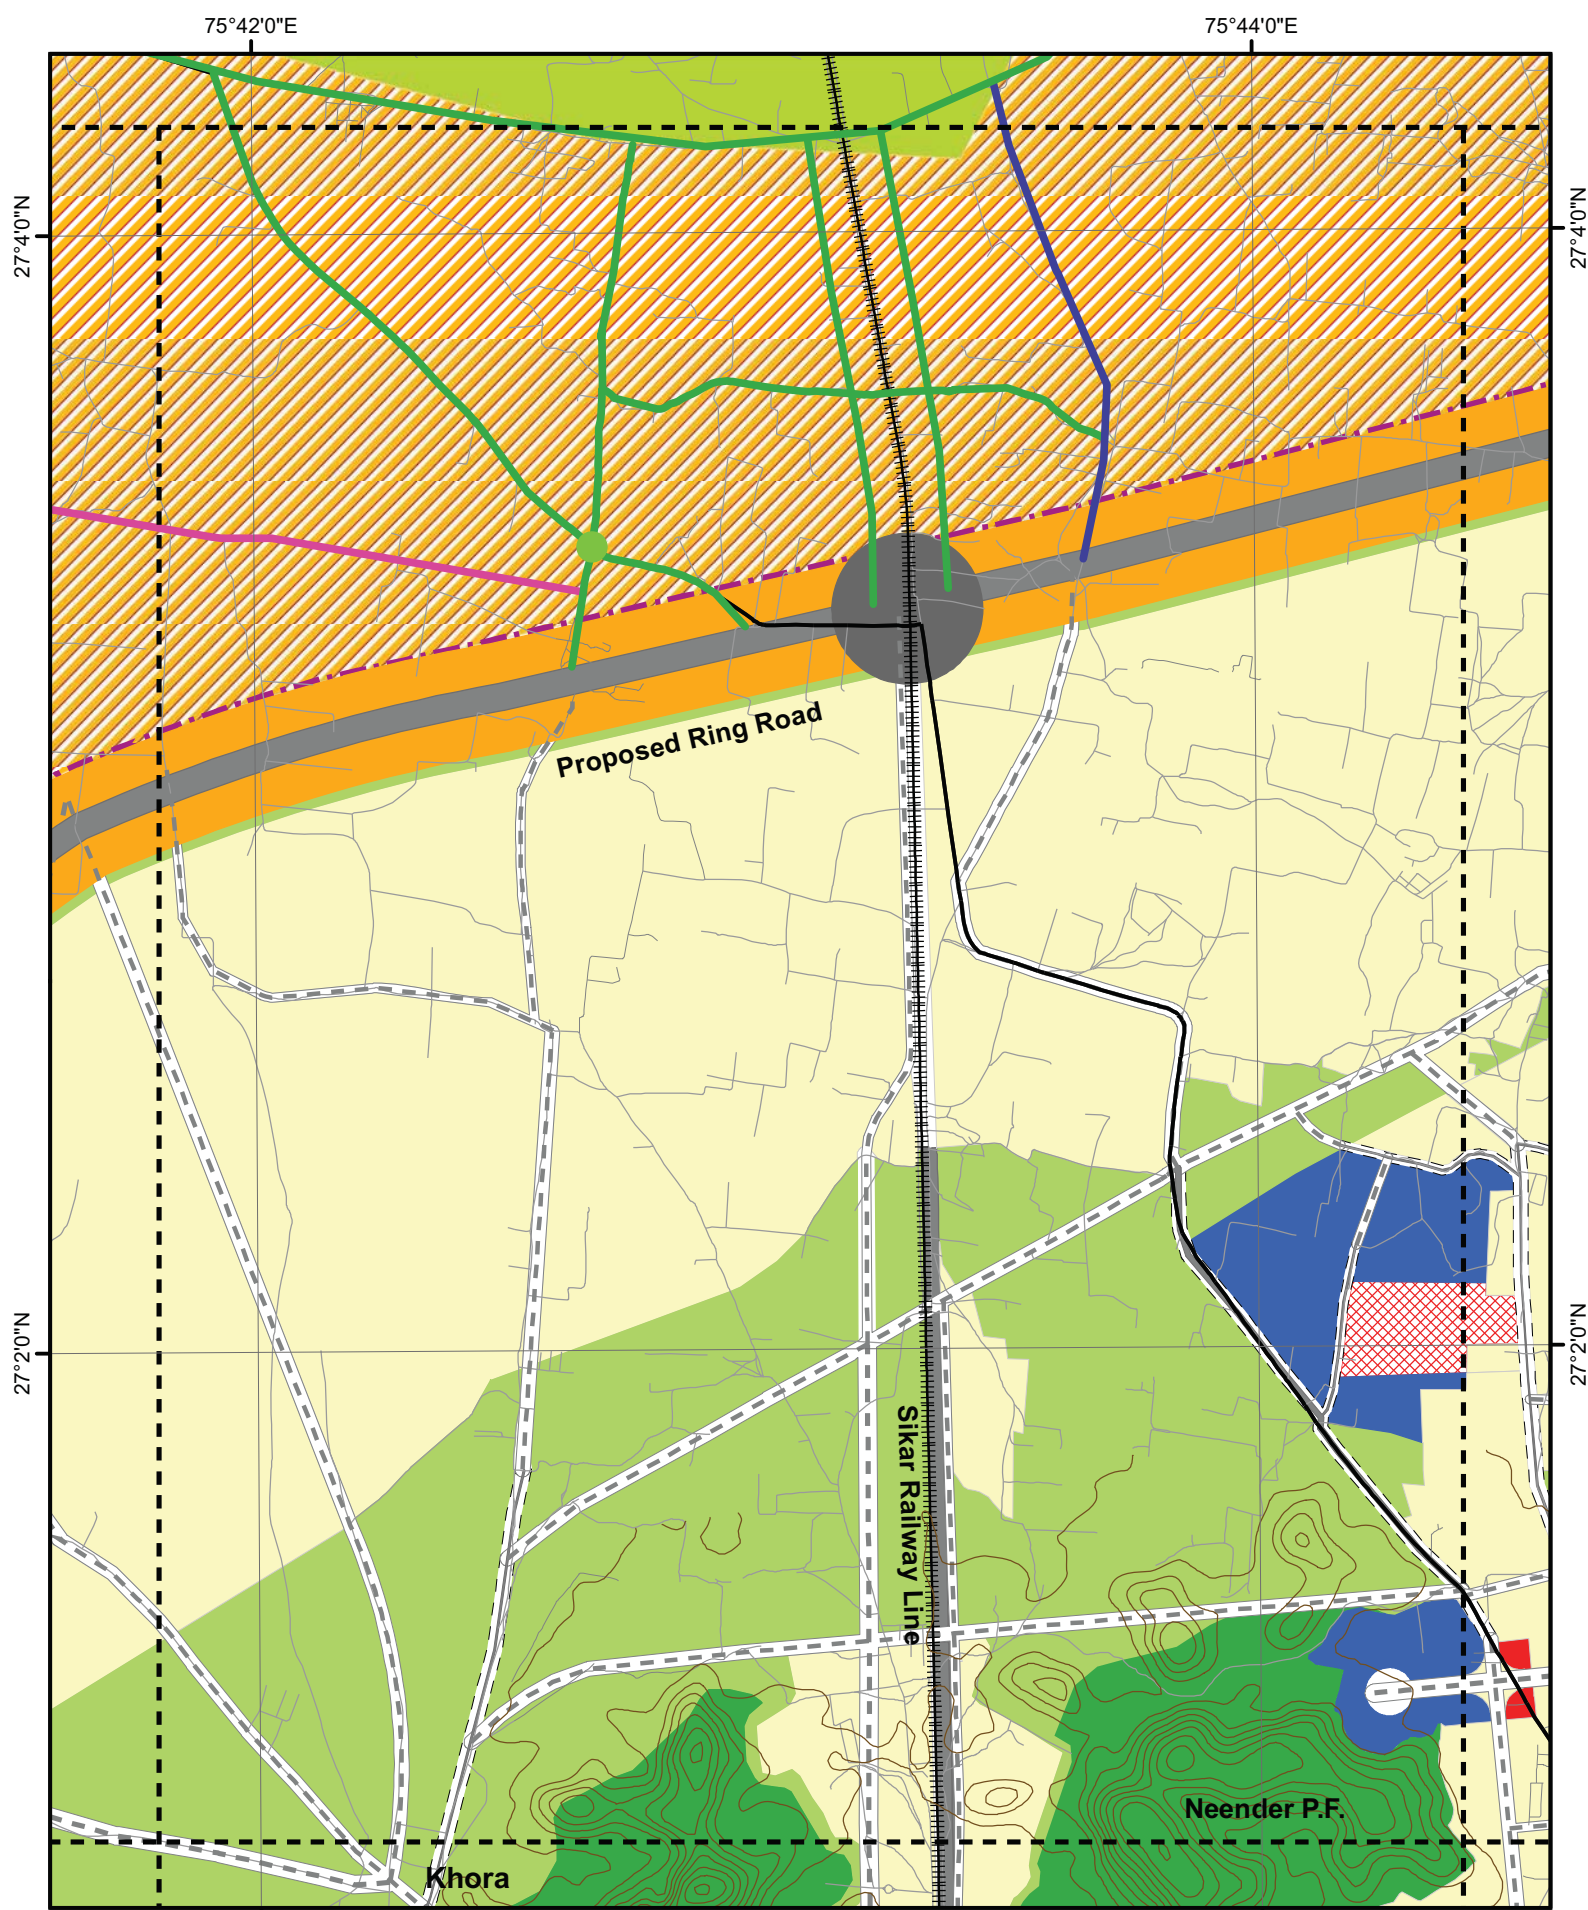 75°42'0"E
75°44'0"E
27°4'0"N
27°4'0"N
Proposed Ring Road
27°2'0"N
27°2'0"N
Sikar Railway Line
Neender P.F.
Khora